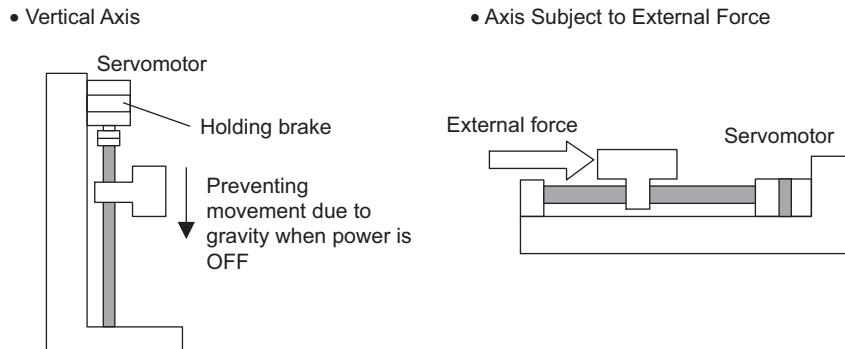 • Vertical Axis
Servomotor
Holding brake
Preventing
movement due to
gravity when power is
OFF
• Axis Subject to External Force
External force
Servomotor